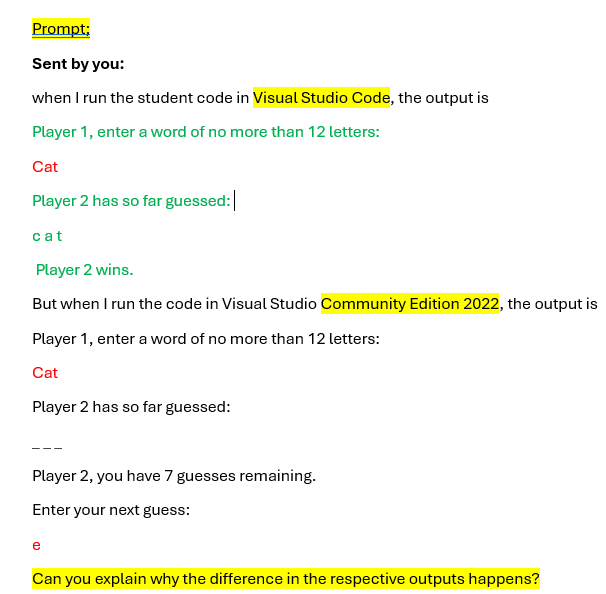 Prompt;
Sent by you:
when I run the student code in Visual Studio Code, the output is
Player 1, enter a word of no more than 12 letters:
Cat
Player 2 has so far guessed:
c a t
Player 2 wins.
But when I run the code in Visual Studio Community Edition 2022, the output is
Player 1, enter a word of no more than 12 letters:
Cat
Player 2 has so far guessed:
_ _ _
Player 2, you have 7 guesses remaining.
Enter your next guess:
e
Can you explain why the difference in the respective outputs happens?